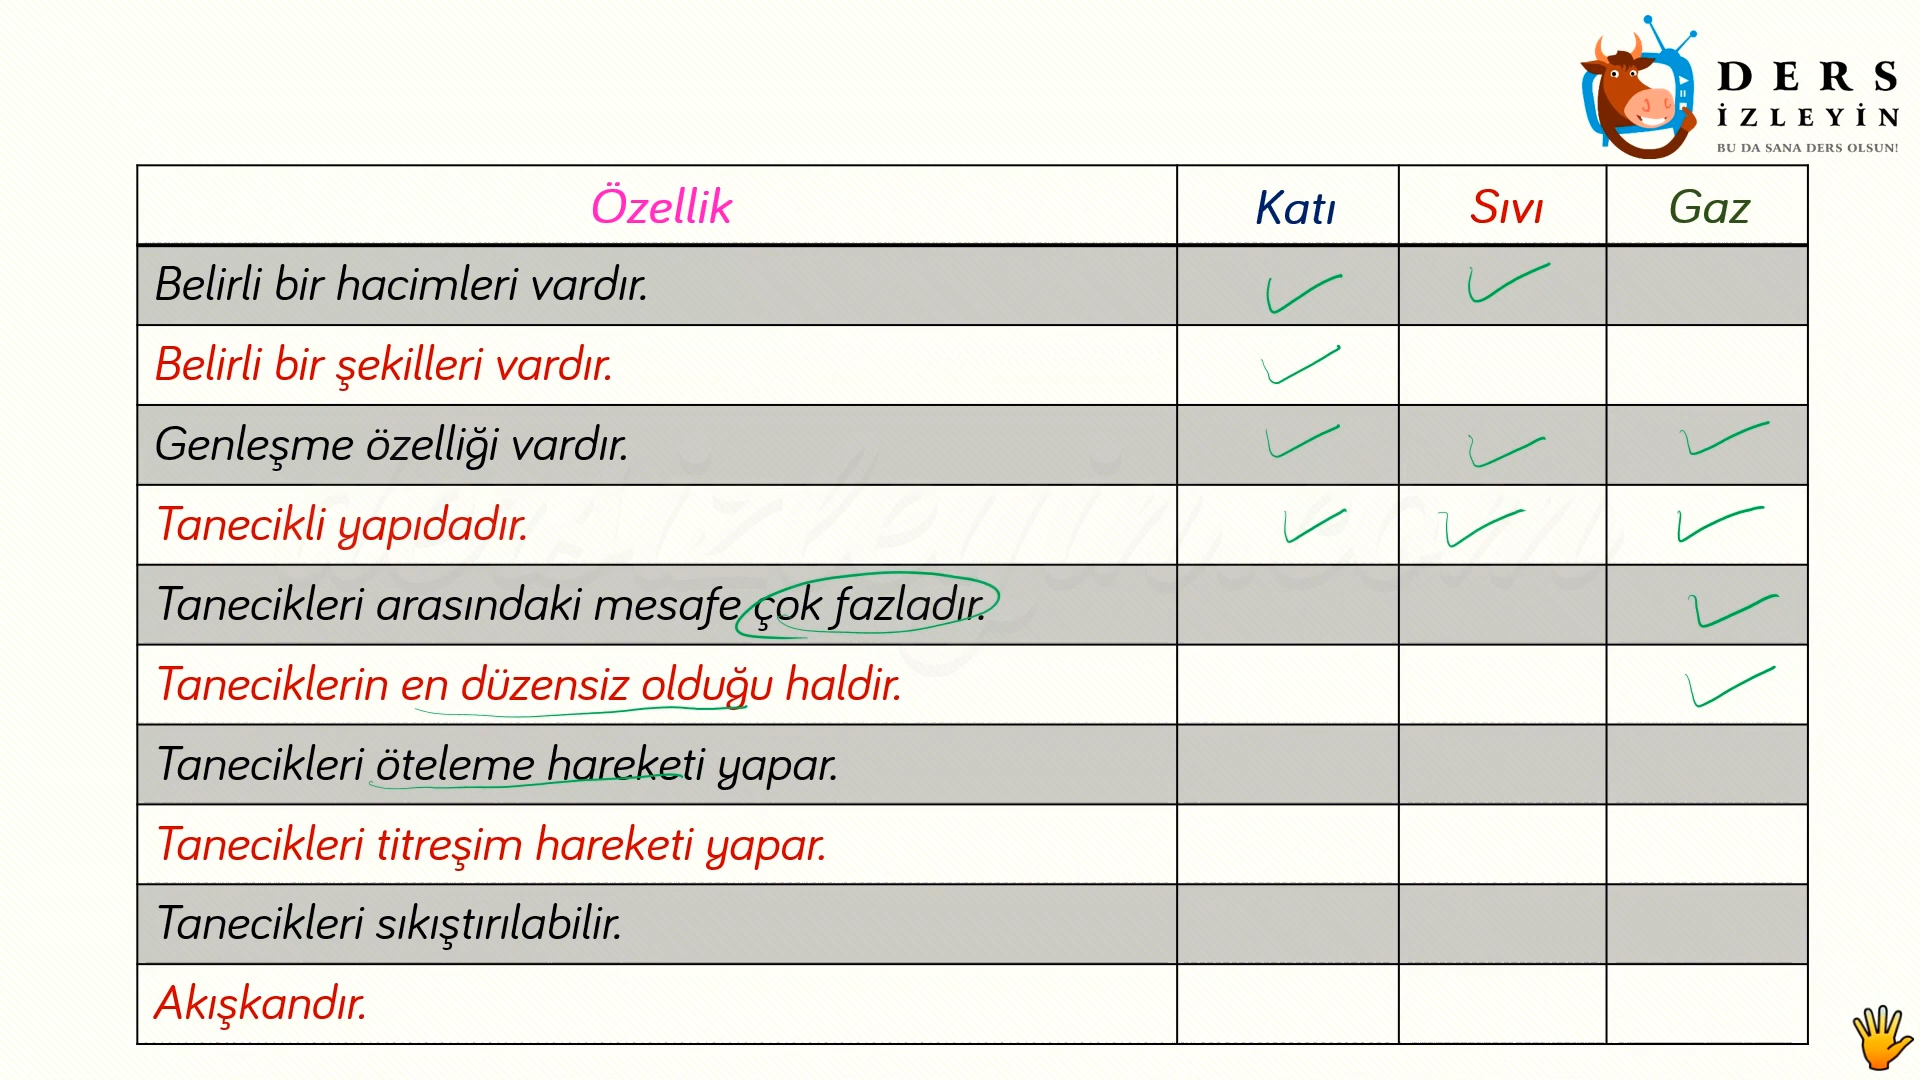 DERS
İZLEYİN
BU DA SANA DERS OLSUN!
Özellik Katı Sıvı Gaz
Belirli bir hacimleri vardır. ✓ ✓
Belirli bir şekilleri vardır. ✓
Genleşme özelliği vardır. ✓ ✓ ✓
Tanecikli yapıdadır. ✓ ✓ ✓
Tanecikleri arasındaki mesafe çok fazladır. ✓
Taneciklerin en düzensiz olduğu haldir. ✓
Tanecikleri öteleme hareketi yapar.
Tanecikleri titreşim hareketi yapar.
Tanecikleri sıkıştırılabilir.
Akışkandır.
dersizleyin.com